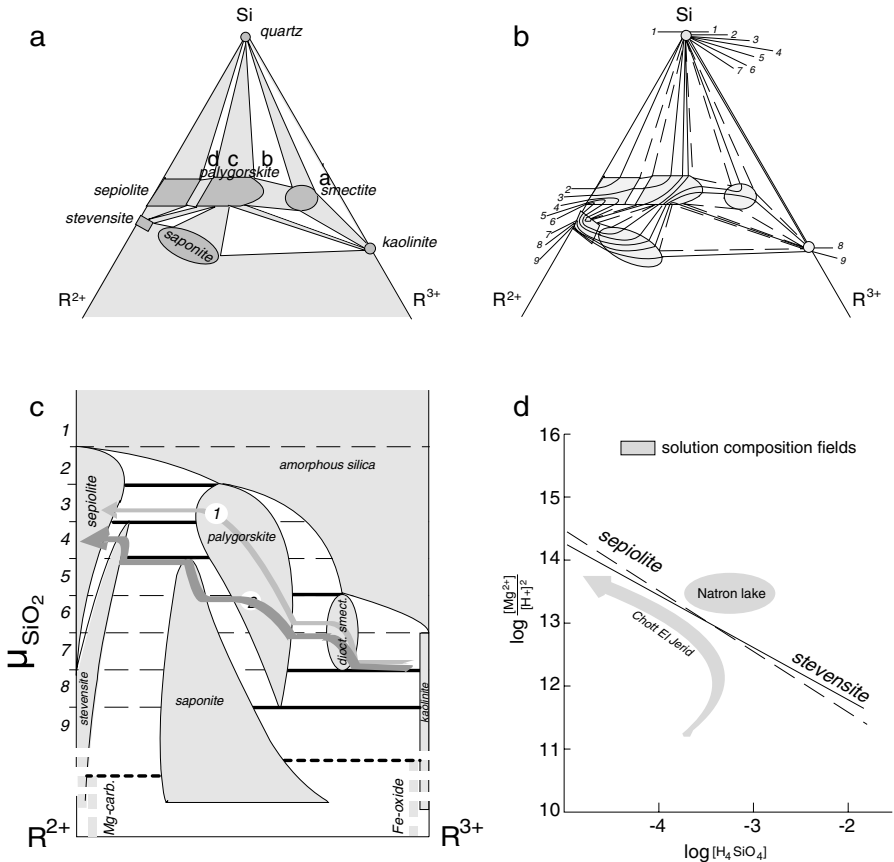 a
Si
quartz
d
c
b
a
palygorskite
sepiolite
smectite
stevensite
saponite
kaolinite
R2+
R3+
b
Si
1
1
2
3
4
5
6
7
2
3
4
5
6
7
8
9
8
9
R2+
R3+
c
1
2
3
4
5
6
7
8
9
μSiO2
amorphous silica
sepiolite
1
palygorskite
2
dioct. smect.
stevensite
saponite
kaolinite
Mg-carb.
Fe-oxide
R2+
R3+
d
16
15
14
13
12
11
10
solution composition fields
sepiolite
Natron lake
Chott El Jerid
stevensite
log [Mg2+] / [H+]2
-4
-3
-2
log [H4SiO4]